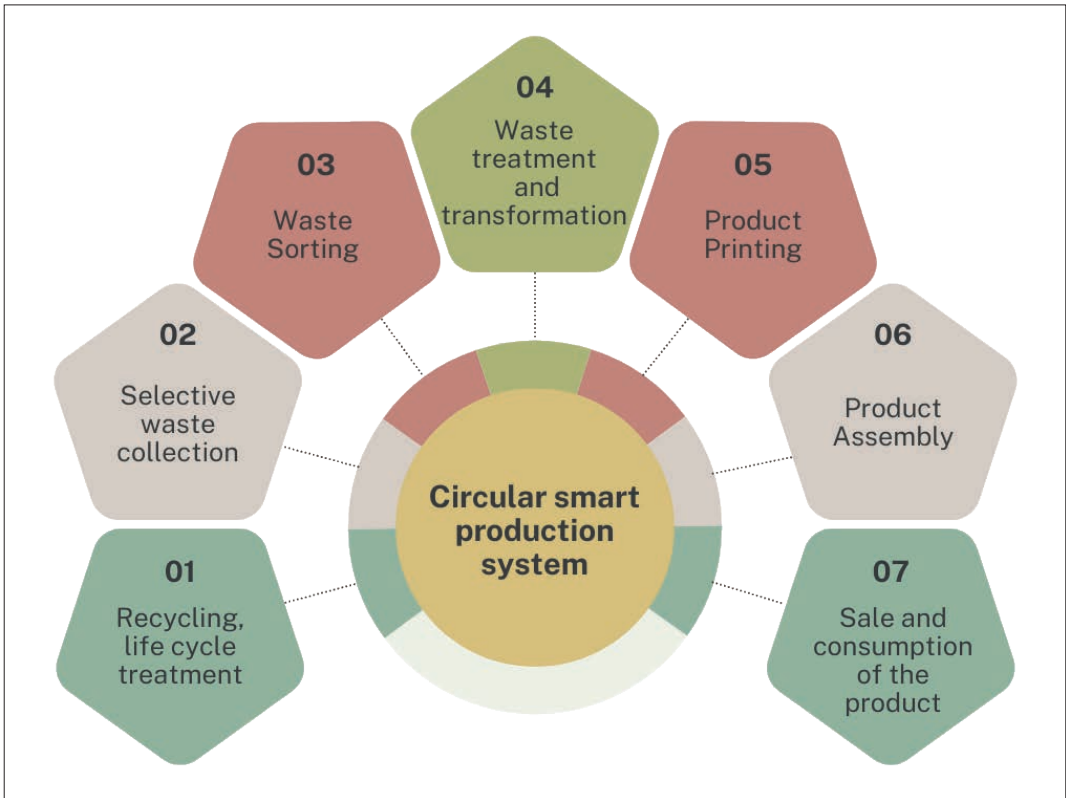 01
Recycling,
life cycle
treatment
02
Selective
waste
collection
03
Waste
Sorting
04
Waste
treatment
and
transformation
05
Product
Printing
06
Product
Assembly
07
Sale and
consumption
of the
product
Circular smart
production
system